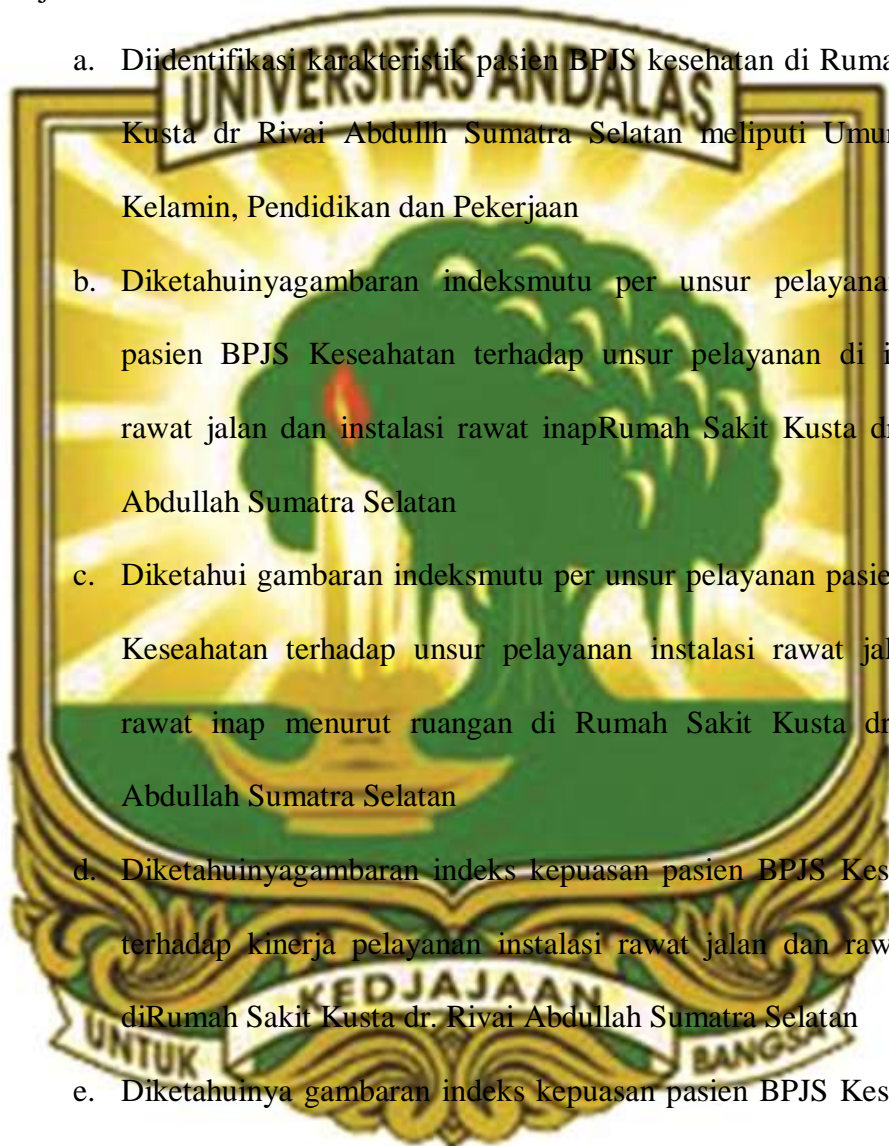 UNIVERSITAS ANDALAS
a. Diidentifikasi karakteristik pasien BPJS kesehatan di Ruma
Kusta dr Rivai Abdullh Sumatra Selatan meliputi Umu
Kelamin, Pendidikan dan Pekerjaan
b. Diketahuinyagambaran indeksmutu per unsur pelayana
pasien BPJS Keseahatan terhadap unsur pelayanan di i
rawat jalan dan instalasi rawat inapRumah Sakit Kusta d
Abdullah Sumatra Selatan
c. Diketahui gambaran indeksmutu per unsur pelayanan pasie
Keseahatan terhadap unsur pelayanan instalasi rawat jal
rawat inap menurut ruangan di Rumah Sakit Kusta dr
Abdullah Sumatra Selatan
d. Diketahuinyagambaran indeks kepuasan pasien BPJS Kes
terhadap kinerja pelayanan instalasi rawat jalan dan raw
diRumah Sakit Kusta dr. Rivai Abdullah Sumatra Selatan
UNTUK KEDJAJAAN BANGSA
e. Diketahuinya gambaran indeks kepuasan pasien BPJS Kes